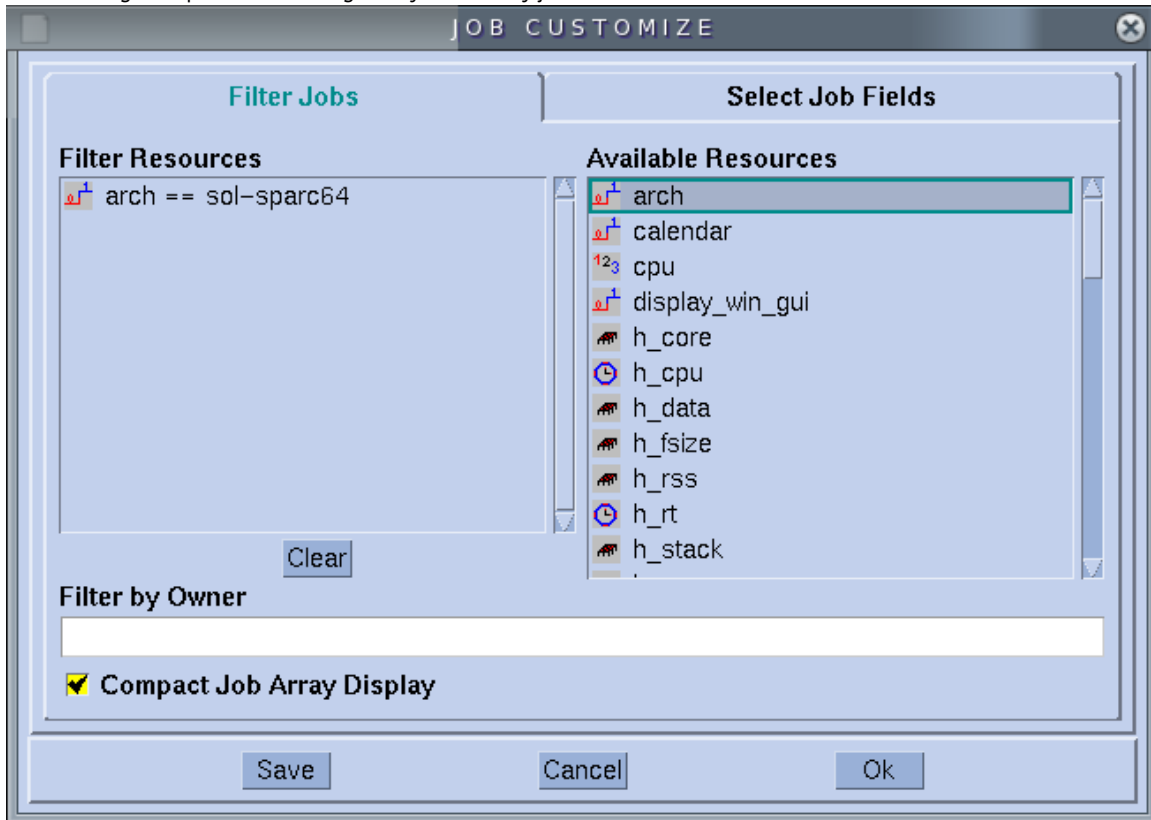 JOB CUSTOMIZE
Filter Jobs
Select Job Fields
Filter Resources
arch == sol-sparc64
Clear
Available Resources
arch
calendar
cpu
display_win_gui
h_core
h_cpu
h_data
h_fsize
h_rss
h_rt
h_stack
Filter by Owner
Compact Job Array Display
Save
Cancel
Ok